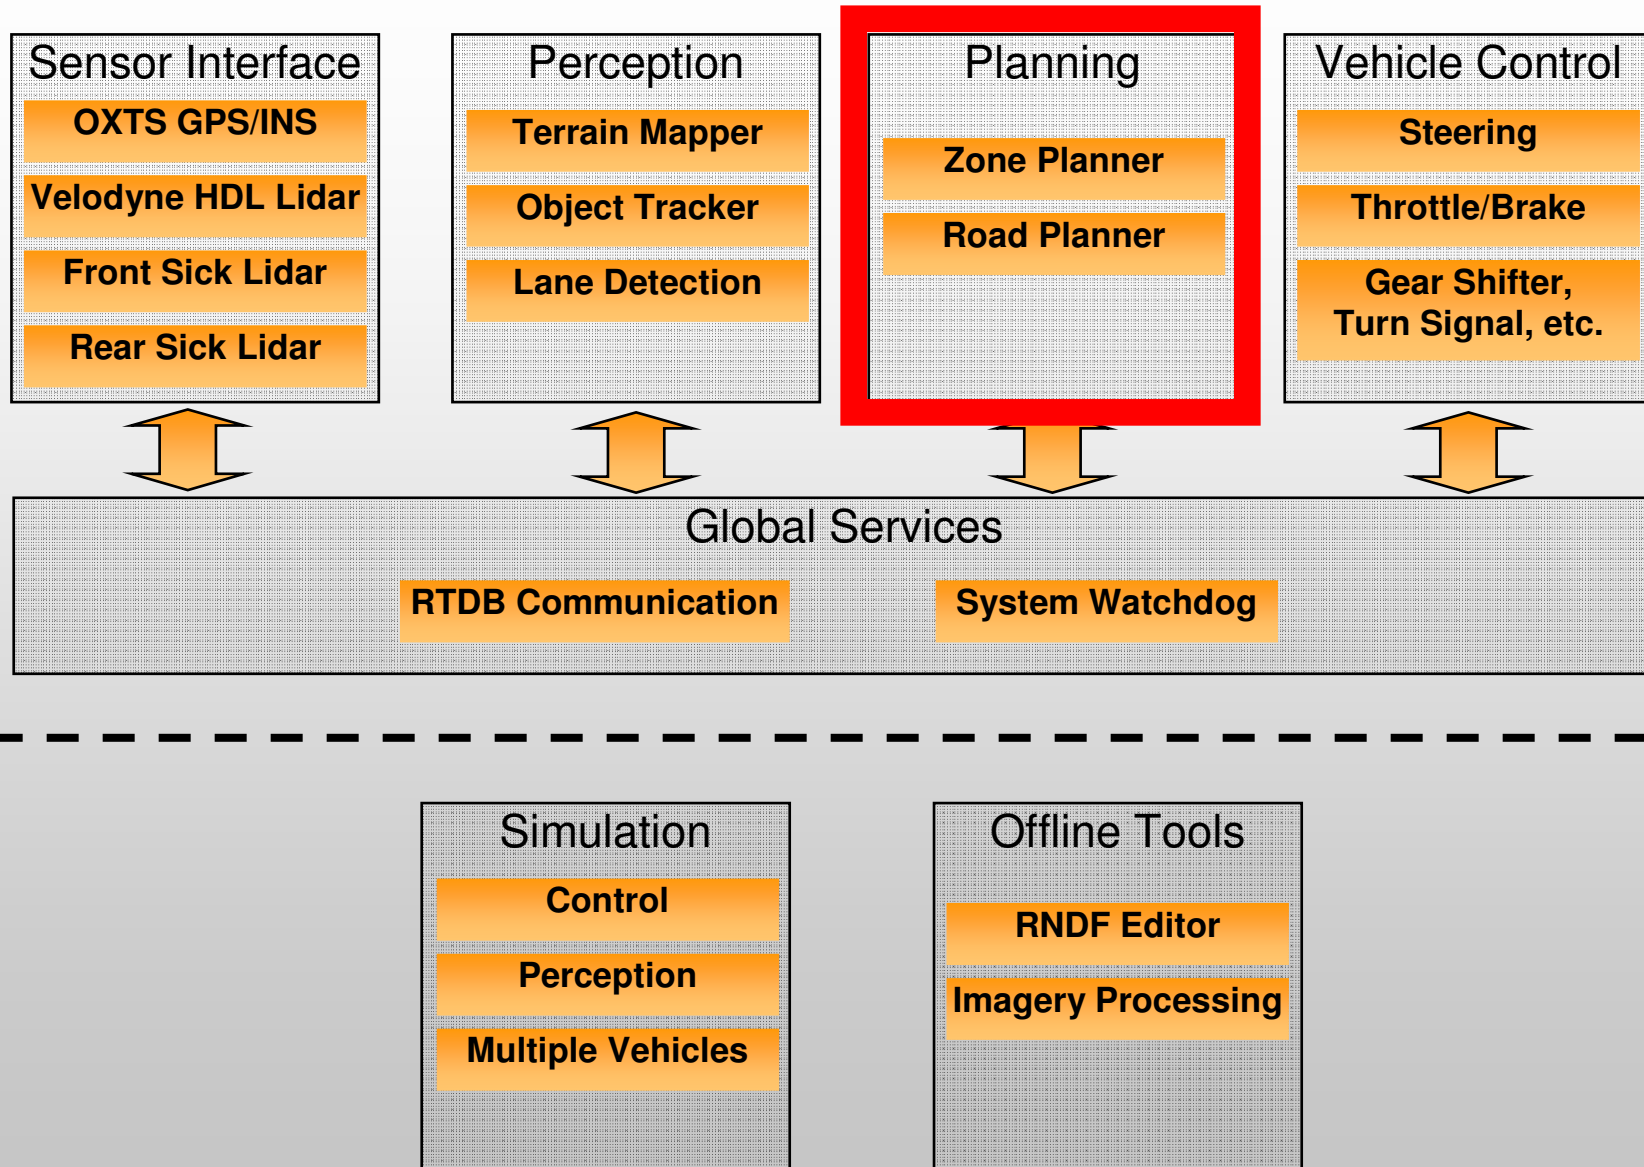 Sensor Interface
OXTS GPS/INS
Velodyne HDL Lidar
Front Sick Lidar
Rear Sick Lidar
Perception
Terrain Mapper
Object Tracker
Lane Detection
Planning
Zone Planner
Road Planner
Vehicle Control
Steering
Throttle/Brake
Gear Shifter,
Turn Signal, etc.
Global Services
RTDB Communication
System Watchdog
Simulation
Control
Perception
Multiple Vehicles
Offline Tools
RNDF Editor
Imagery Processing